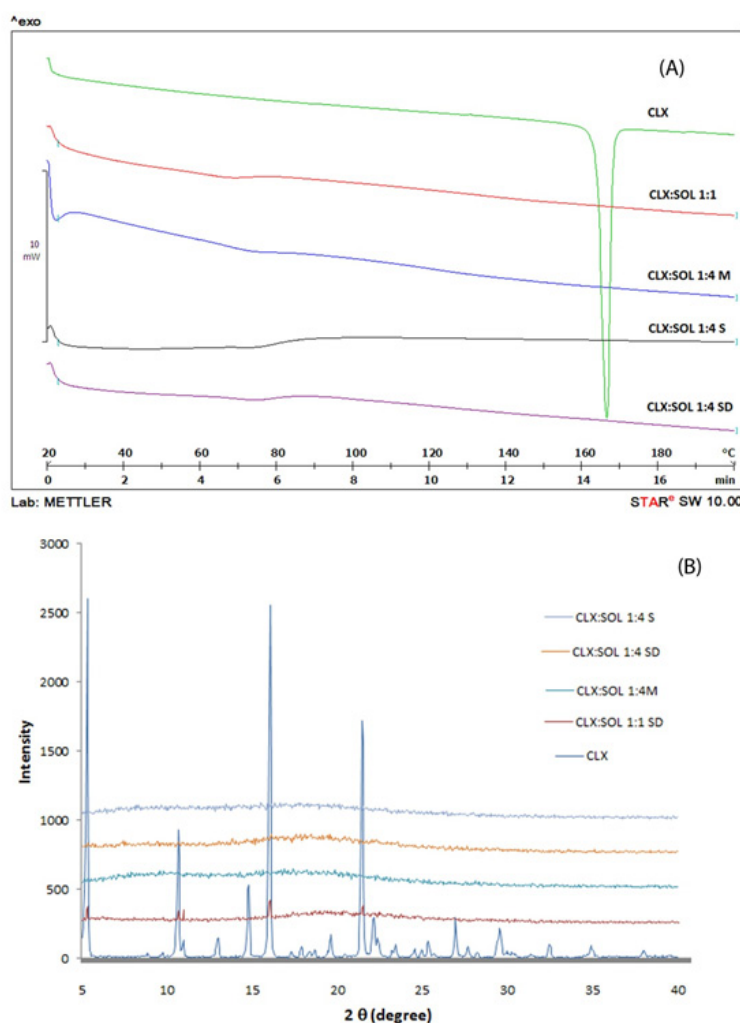 ^exo
(A)
CLX
CLX:SOL 1:1
CLX:SOL 1:4 M
CLX:SOL 1:4 S
CLX:SOL 1:4 SD
10
mW
20 40 60 80 100 120 140 160 180 °C
0 2 4 6 8 10 12 14 16 min
Lab: METTLER STARe SW 10.00
(B)
3000
2500
2000
1500
1000
500
0
Intensity
CLX:SOL 1:4 S
CLX:SOL 1:4 SD
CLX:SOL 1:4M
CLX:SOL 1:1 SD
CLX
5 10 15 20 25 30 35 40
2 θ (degree)